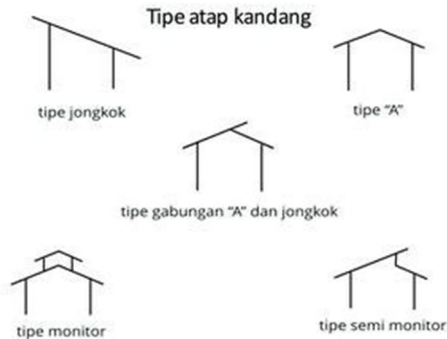 Tipe atap kandang
tipe jongkok
tipe “A”
tipe gabungan “A” dan jongkok
tipe monitor
tipe semi monitor